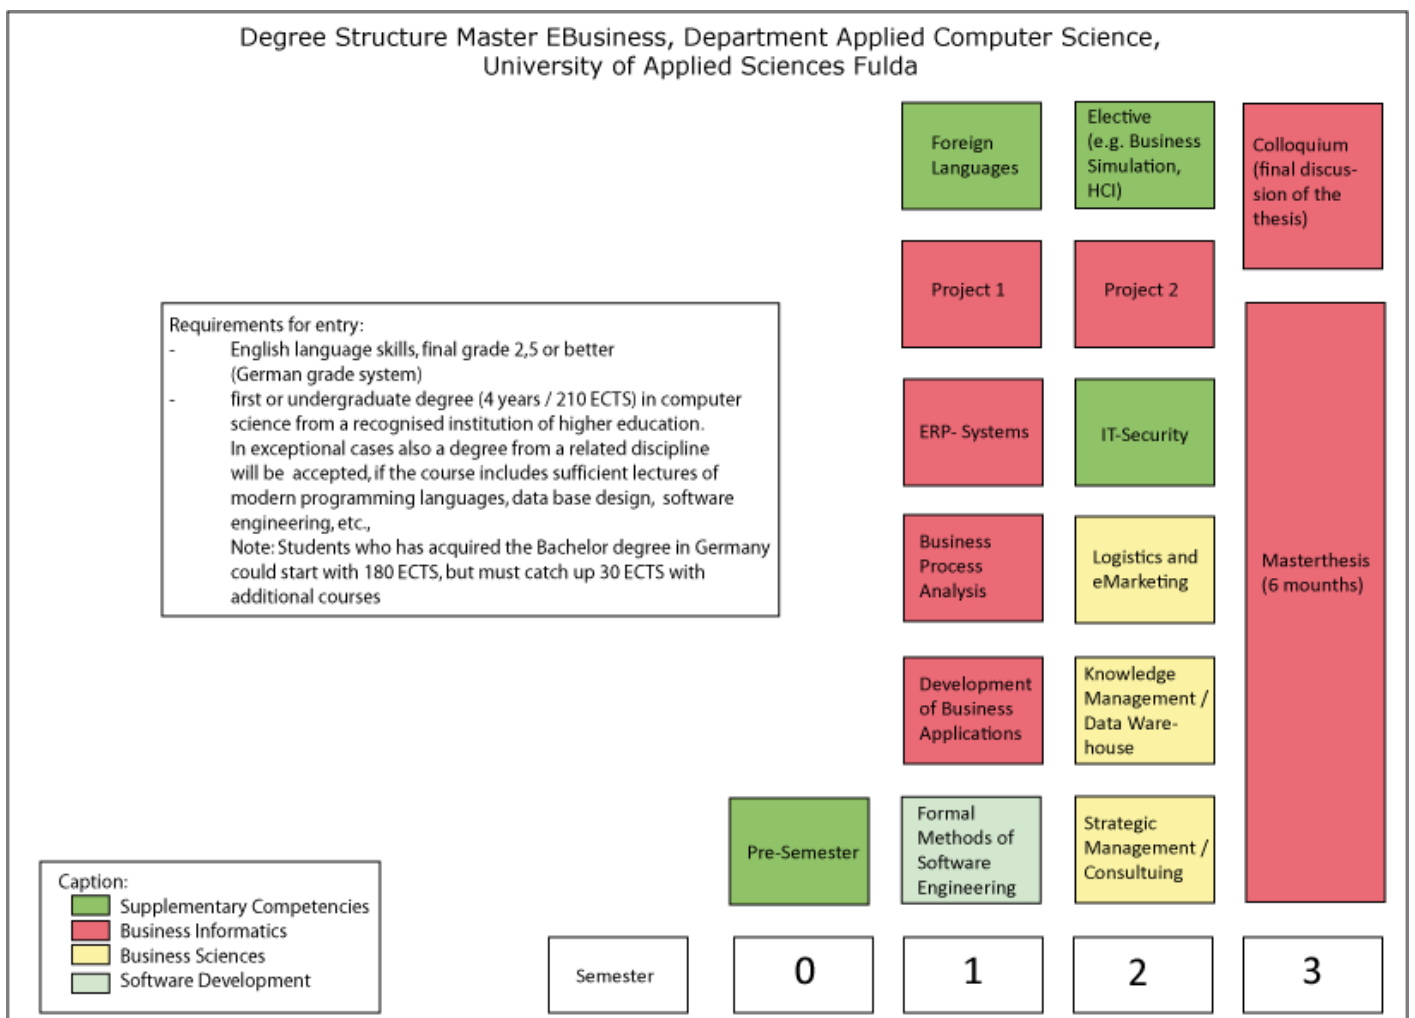 Degree Structure Master EBusiness, Department Applied Computer Science,
University of Applied Sciences Fulda
Requirements for entry:
- English language skills, final grade 2,5 or better
(German grade system)
- first or undergraduate degree (4 years / 210 ECTS) in computer
science from a recognised institution of higher education.
In exceptional cases also a degree from a related discipline
will be accepted, if the course includes sufficient lectures of
modern programming languages, data base design, software
engineering, etc.,
Note: Students who has acquired the Bachelor degree in Germany
could start with 180 ECTS, but must catch up 30 ECTS with
additional courses
Foreign
Languages
Elective
(e.g. Business
Simulation,
HCI)
Colloquium
(final discus-
sion of the
thesis)
Project 1
Project 2
ERP- Systems
IT-Security
Business
Process
Analysis
Logistics and
eMarketing
Masterthesis
(6 mounths)
Development
of Business
Applications
Knowledge
Management /
Data Ware-
house
Pre-Semester
Formal
Methods of
Software
Engineering
Strategic
Management /
Consultuing
Caption:
Supplementary Competencies
Business Informatics
Business Sciences
Software Development
Semester
0
1
2
3